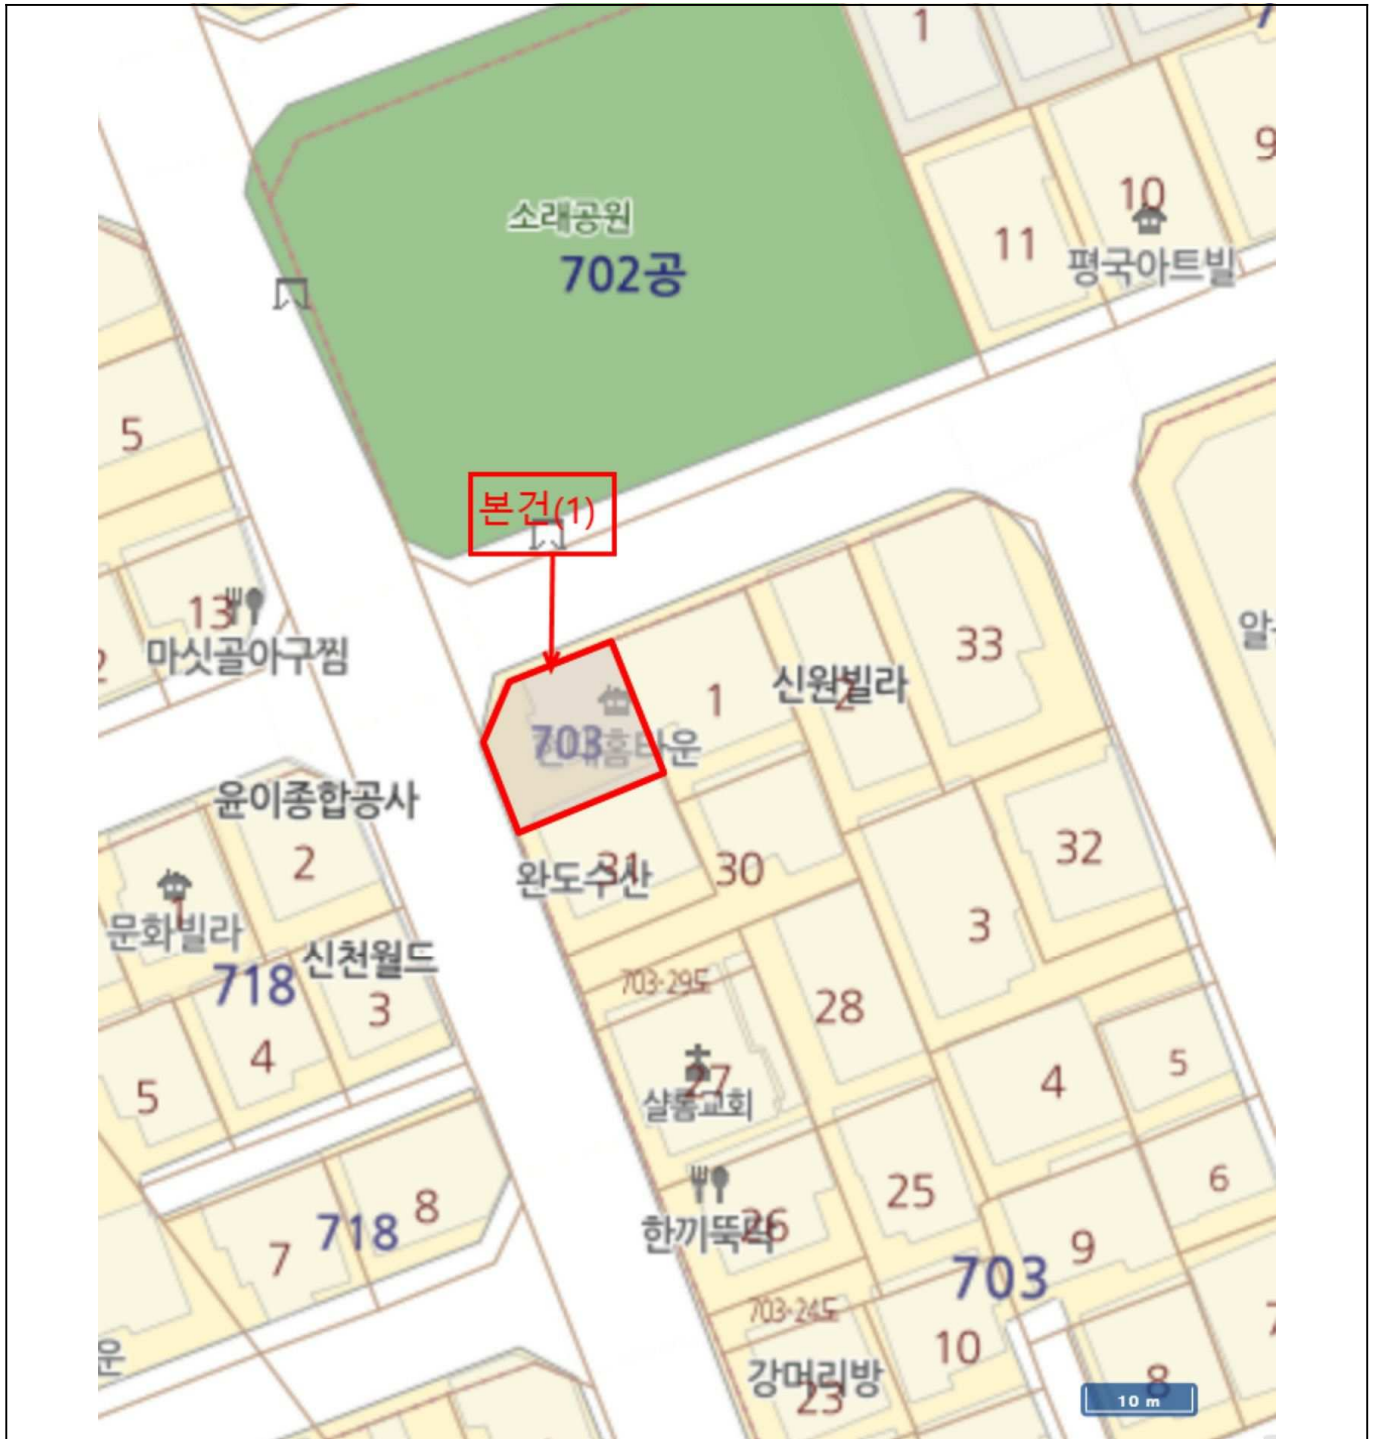 1
9
10
소래공원
11
평국아트빌
702공
5
본건(1)
13
마싯골아구찜
33
신원빌라
2
1
703
윤이종합공사
2
32
31
완도수산
30
1
문화빌라
3
신천월드
718
703-29도
3
28
4
27
5
5
4
샬롬교회
6
25
8
26
718
한끼뚝딱
7
9
703
703-24도
10
강머리방
23
8
10 m